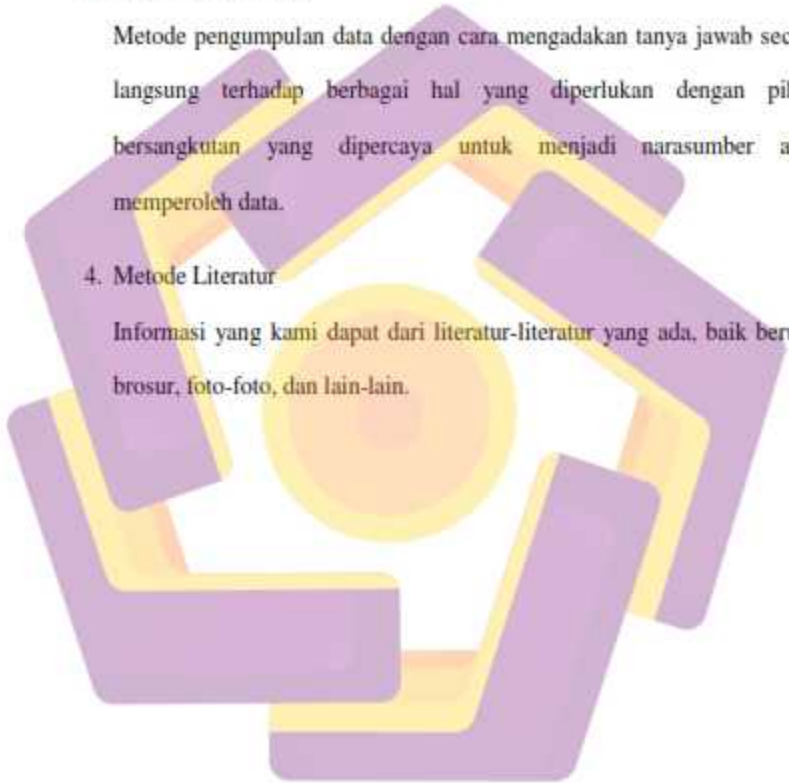 Metode pengumpulan data dengan cara mengadakan tanya jawab sec
langsung terhadap berbagai hal yang diperlukan dengan pi
bersangkutan yang dipercaya untuk menjadi narasumber a
memperoleh data.
4. Metode Literatur
Informasi yang kami dapat dari literatur-literatur yang ada, baik ber
brosur, foto-foto, dan lain-lain.